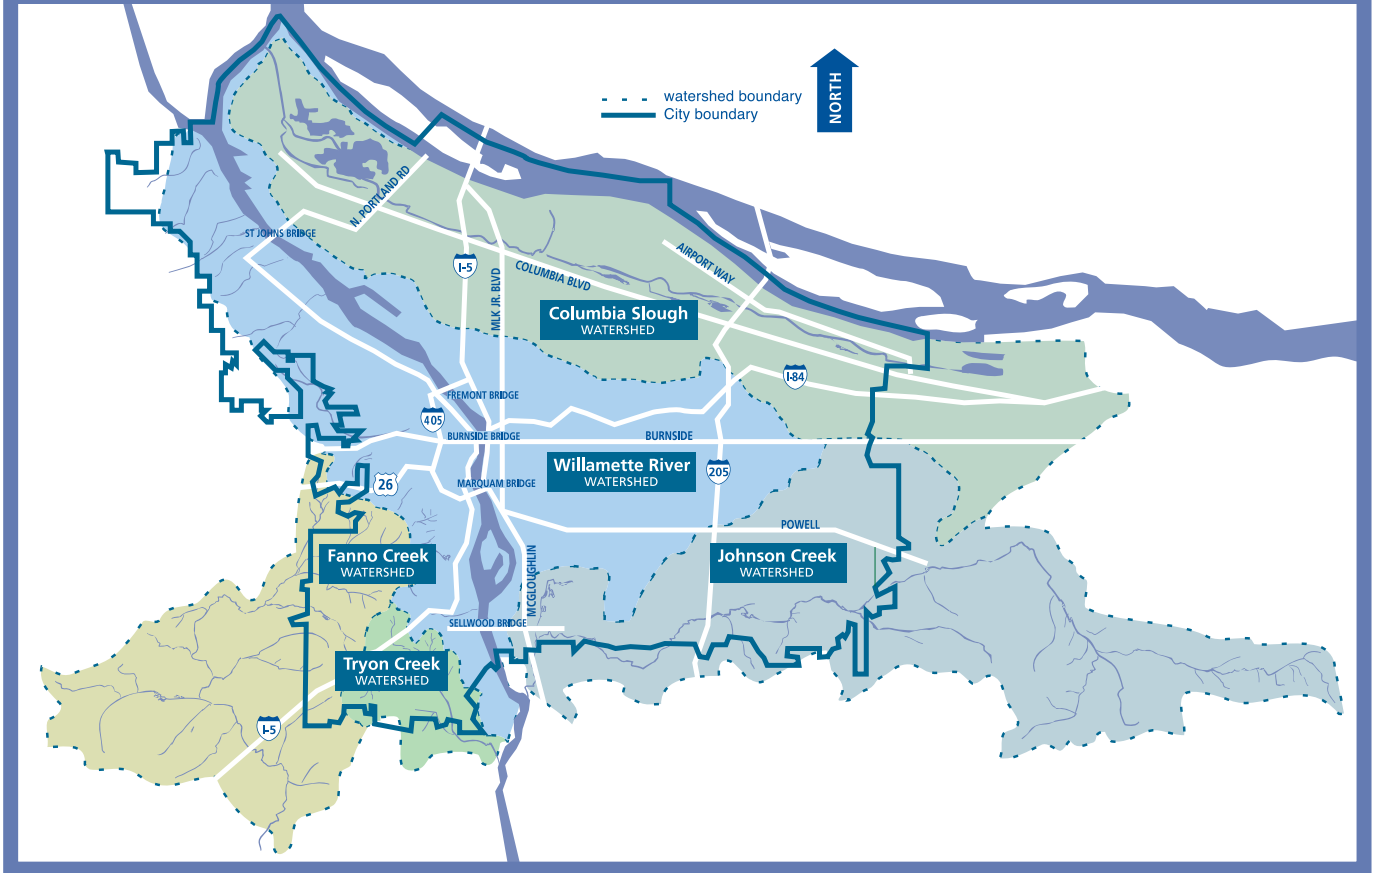 watershed boundary
City boundary
NORTH
N. PORTLAND RD
ST JOHNS BRIDGE
I-5
COLUMBIA BLVD
AIRPORT WAY
MLK JR. BLVD
Columbia Slough
WATERSHED
I-84
FREMONT BRIDGE
405
BURNSIDE BRIDGE
BURNSIDE
Willamette River
WATERSHED
205
26
MARQUAM BRIDGE
POWELL
Fanno Creek
WATERSHED
Johnson Creek
WATERSHED
MCGLOUGHLIN
SELLWOOD BRIDGE
Tryon Creek
WATERSHED
I-5